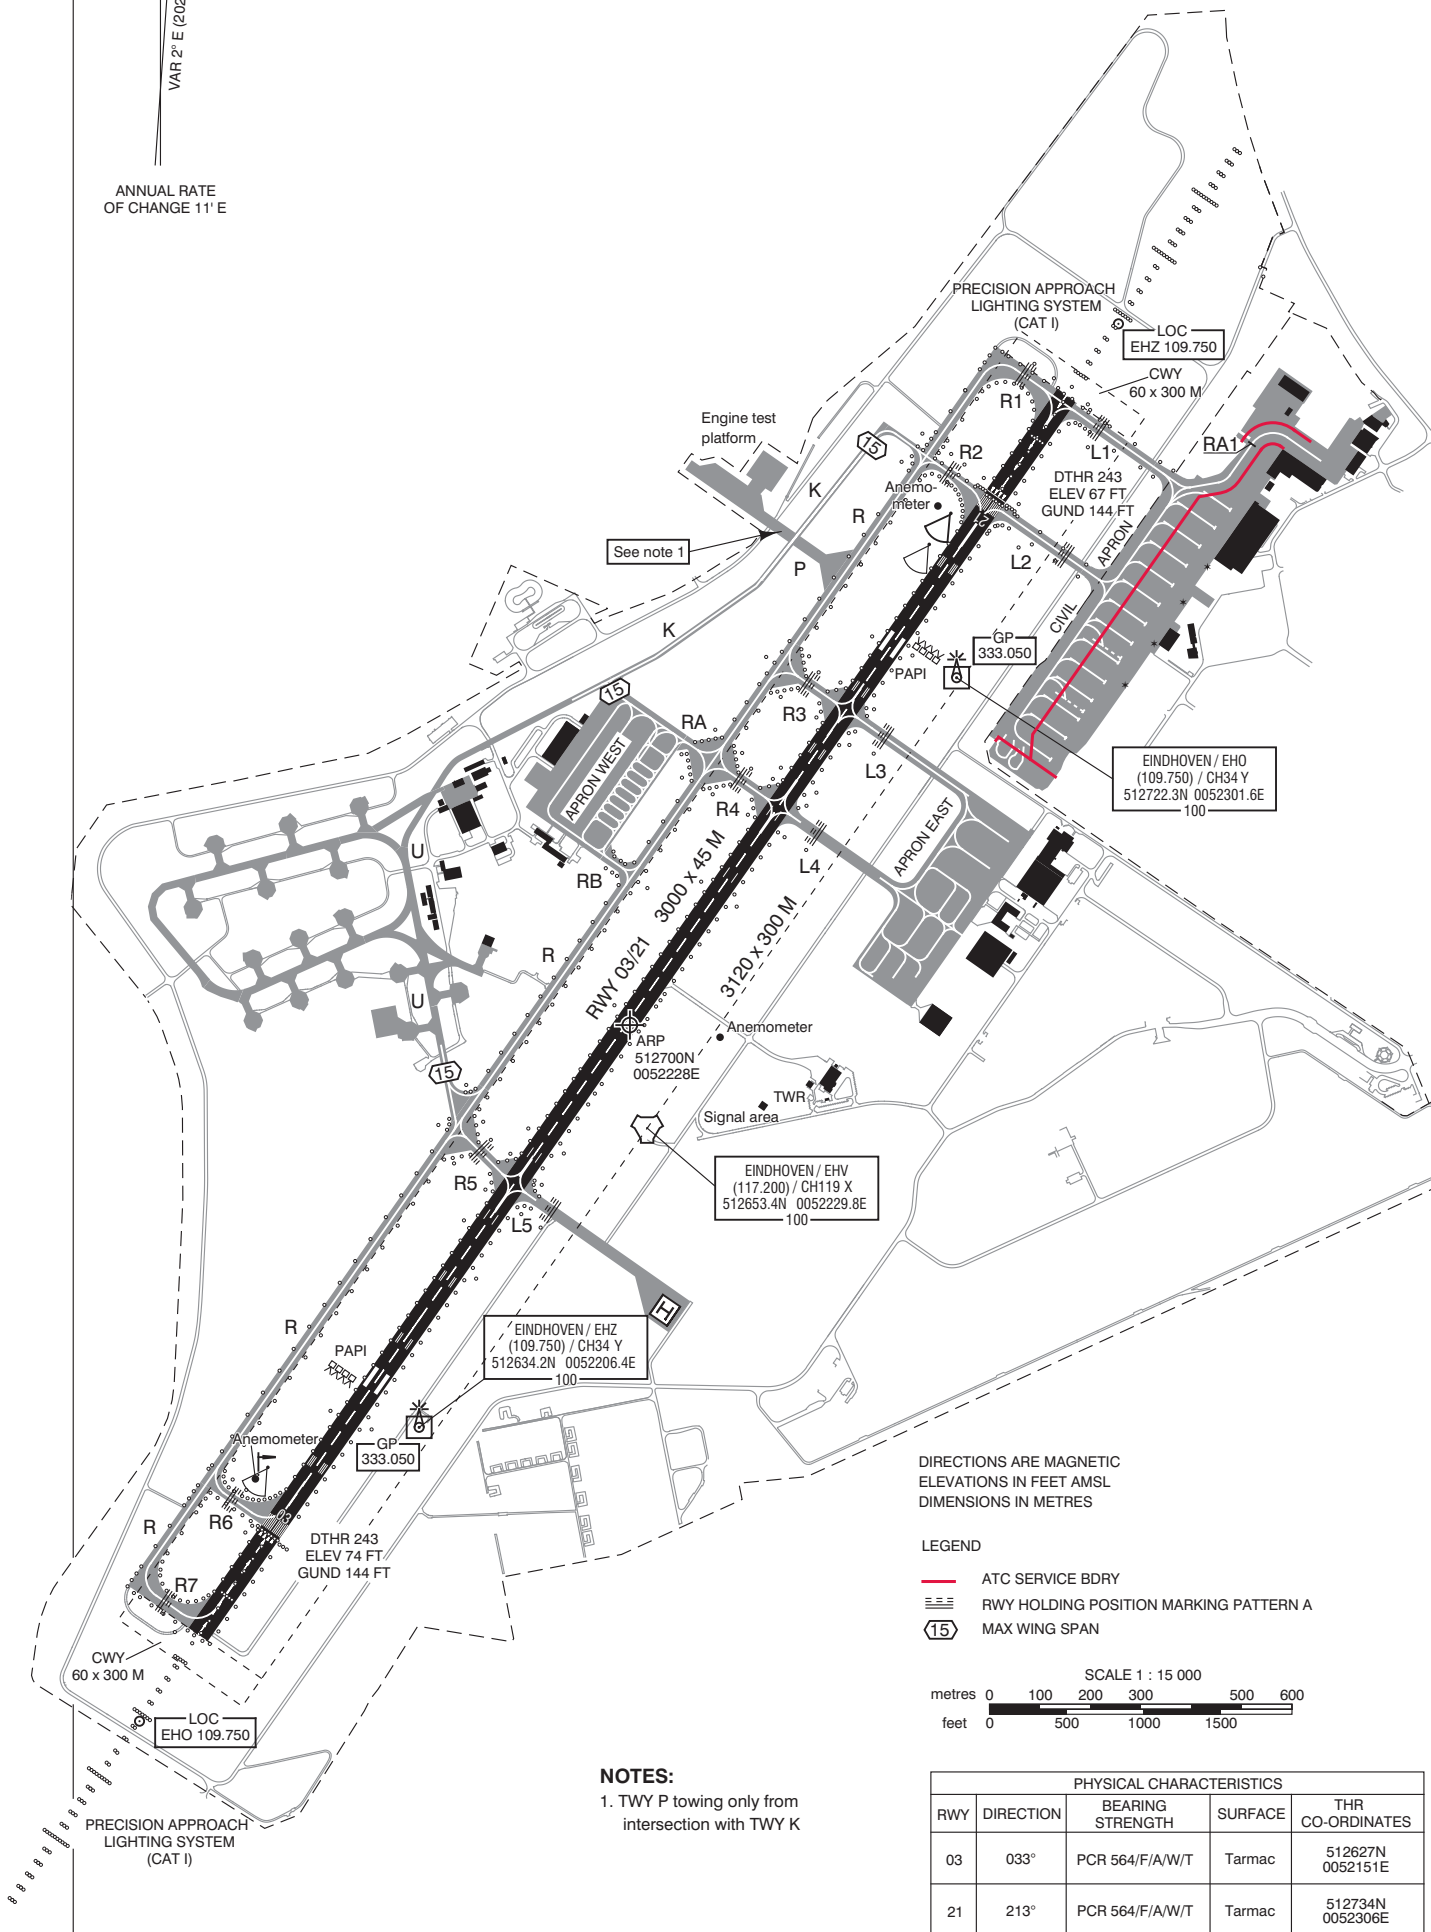 VAR 2° E (202
ANNUAL RATE
OF CHANGE 11' E
PRECISION APPROACH
LIGHTING SYSTEM
(CAT I)
LOC
EHZ 109.750
CWY
60 x 300 M
R1
L1
RA1
Engine test
platform
15
R2
K
Anemo-
meter
DTHR 243
ELEV 67 FT
GUND 144 FT
R
21
See note 1
P
L2
CIVIL APRON
K
GP
333.050
PAPI
15
RA
R3
L3
EINDHOVEN / EHO
(109.750) / CH34 Y
512722.3N 0052301.6E
100
APRON WEST
R4
L4
APRON EAST
U
RB
RWY 03/21 3000 x 45 M
3120 x 300 M
R
U
ARP
512700N
0052228E
Anemometer
15
TWR
Signal area
EINDHOVEN / EHV
(117.200) / CH119 X
512653.4N 0052229.8E
100
R5
L5
H
R
EINDHOVEN / EHZ
(109.750) / CH34 Y
512634.2N 0052206.4E
100
PAPI
Anemometer
GP
333.050
R6
03
R
DTHR 243
ELEV 74 FT
GUND 144 FT
R7
CWY
60 x 300 M
LOC
EHO 109.750
PRECISION APPROACH
LIGHTING SYSTEM
(CAT I)
DIRECTIONS ARE MAGNETIC
ELEVATIONS IN FEET AMSL
DIMENSIONS IN METRES
LEGEND
ATC SERVICE BDRY
RWY HOLDING POSITION MARKING PATTERN A
15 MAX WING SPAN
SCALE 1 : 15 000
metres 0 100 200 300 500 600
feet 0 500 1000 1500
NOTES:
1. TWY P towing only from
intersection with TWY K
PHYSICAL CHARACTERISTICS
RWY DIRECTION BEARING STRENGTH SURFACE THR CO-ORDINATES
03 033° PCR 564/F/A/W/T Tarmac 512627N 0052151E
21 213° PCR 564/F/A/W/T Tarmac 512734N 0052306E